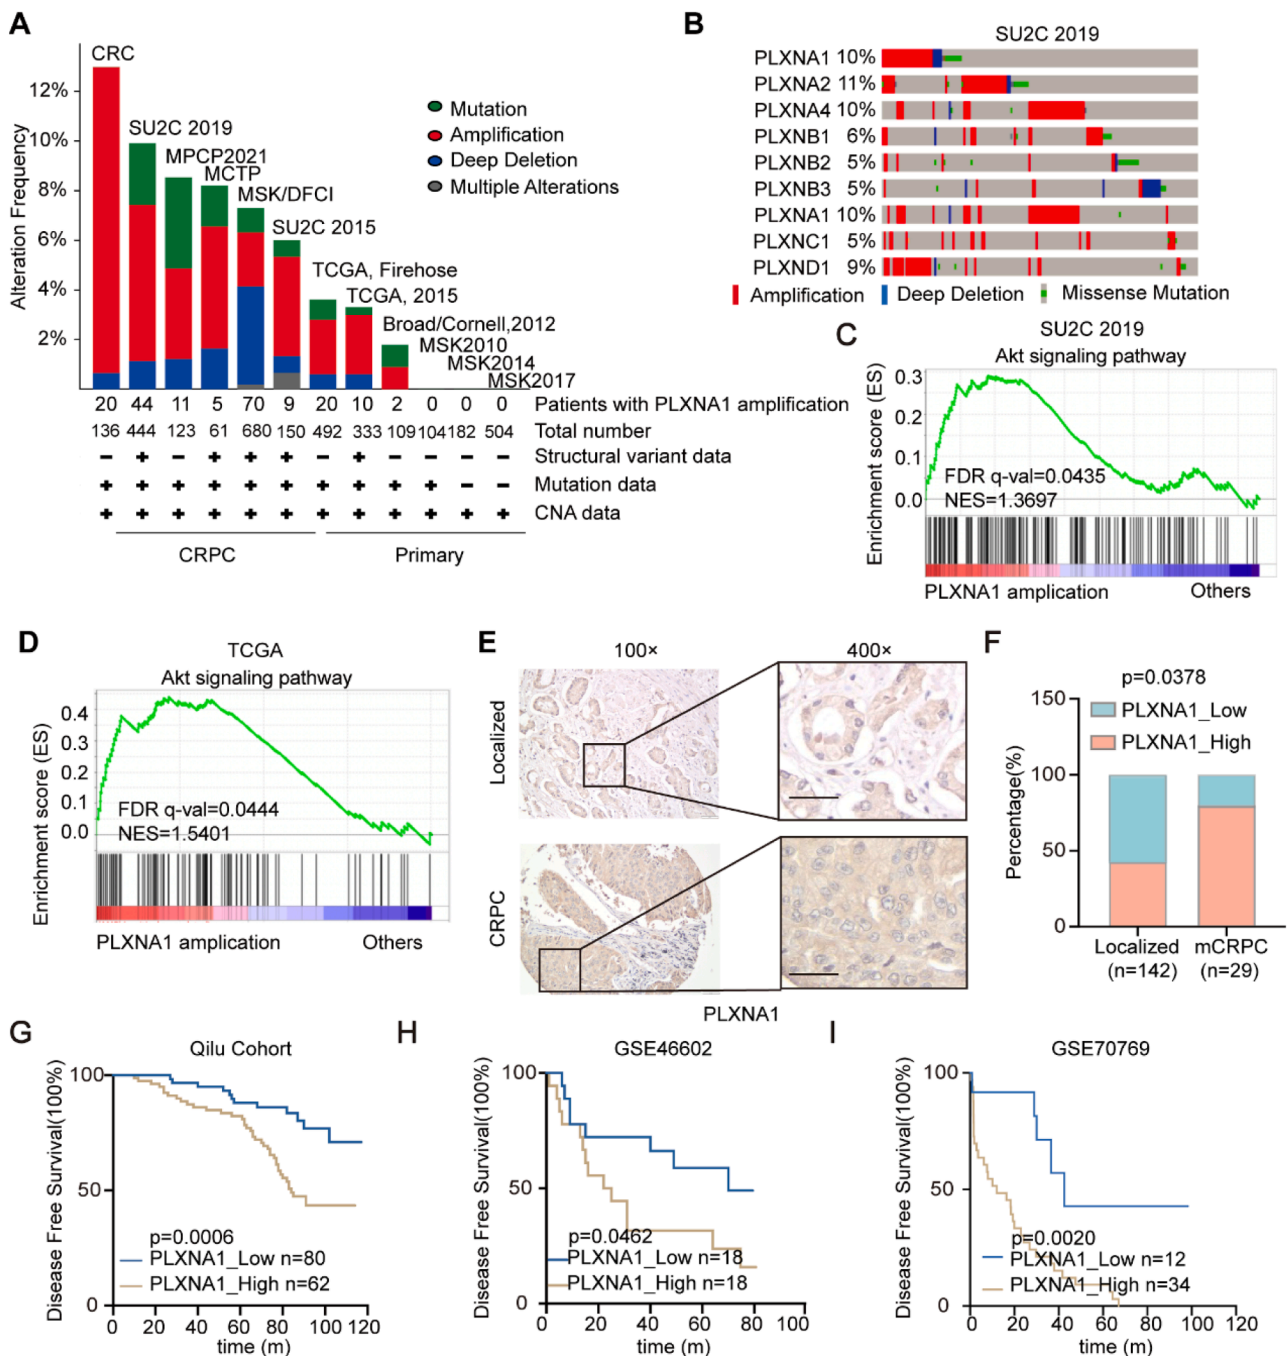 A
CRC
SU2C 2019
MPCP2021
MCTP
MSK/DFCI
SU2C 2015
TCGA, Firehose
TCGA, 2015
Broad/Cornell,2012
MSK2010
MSK2014
MSK2017
Alteration Frequency
12%
10%
8%
6%
4%
2%
Mutation
Amplification
Deep Deletion
Multiple Alterations
20 44 11 5 70 9 20 10 2 0 0 0 Patients with PLXNA1 amplification
136 444 123 61 680 150 492 333 109 104 182 504 Total number
- + - + + + - + - - - - Structural variant data
+ + + + + + + + + + - - Mutation data
+ + + + + + + + + + + + CNA data
CRPC Primary
B
SU2C 2019
PLXNA1 10%
PLXNA2 11%
PLXNA4 10%
PLXNB1 6%
PLXNB2 5%
PLXNB3 5%
PLXNA1 10%
PLXNC1 5%
PLXND1 9%
Amplification Deep Deletion Missense Mutation
C
SU2C 2019
Akt signaling pathway
Enrichment score (ES)
0.3
0.2
0.1
0.0
FDR q-val=0.0435
NES=1.3697
PLXNA1 amplication Others
D
TCGA
Akt signaling pathway
Enrichment score (ES)
0.4
0.3
0.2
0.1
0.0
FDR q-val=0.0444
NES=1.5401
PLXNA1 amplication Others
E
100× 400×
Localized
CRPC
PLXNA1
F
p=0.0378
PLXNA1_Low
PLXNA1_High
Percentage(%)
150
100
50
0
Localized mCRPC
(n=142) (n=29)
G
Qilu Cohort
Disease Free Survival(100%)
100
50
0
p=0.0006
PLXNA1_Low n=80
PLXNA1_High n=62
0 20 40 60 80 100 120
time (m)
H
GSE46602
Disease Free Survival(100%)
100
50
0
p=0.0462
PLXNA1_Low n=18
PLXNA1_High n=18
0 20 40 60 80 100
time (m)
I
GSE70769
Disease Free Survival(100%)
100
50
0
p=0.0020
PLXNA1_Low n=12
PLXNA1_High n=34
0 20 40 60 80 100 120
time (m)